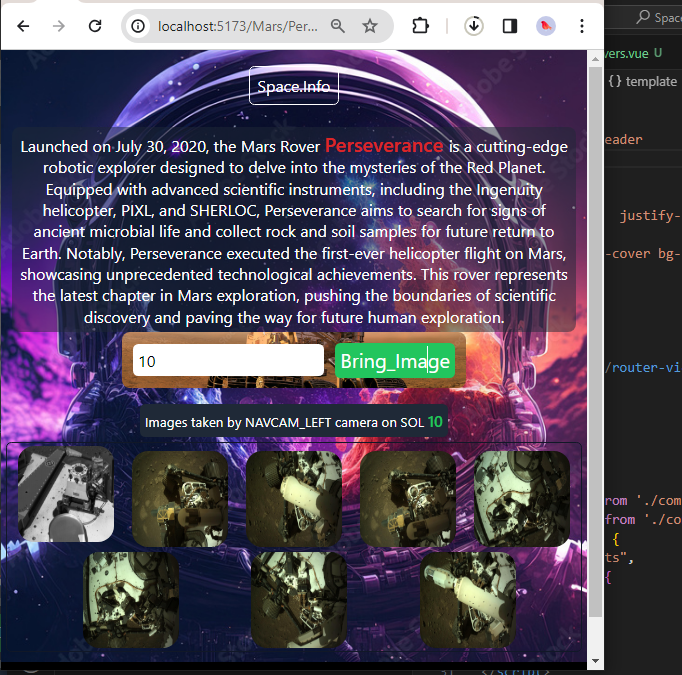 localhost:5173/Mars/Per...
Space
Space.Info
vers.vue U
{} template
Launched on July 30, 2020, the Mars Rover Perseverance is a cutting-edge
eader
robotic explorer designed to delve into the mysteries of the Red Planet.
Equipped with advanced scientific instruments, including the Ingenuity
helicopter, PIXL, and SHERLOC, Perseverance aims to search for signs of
justify-
ancient microbial life and collect rock and soil samples for future return to
Earth. Notably, Perseverance executed the first-ever helicopter flight on Mars,
-cover bg-
showcasing unprecedented technological achievements. This rover represents
the latest chapter in Mars exploration, pushing the boundaries of scientific
discovery and paving the way for future human exploration.
10
Bring_Image
/router-vi
Images taken by NAVCAM_LEFT camera on SOL 10
rom './com
from './co
{
ts",
{
</script>